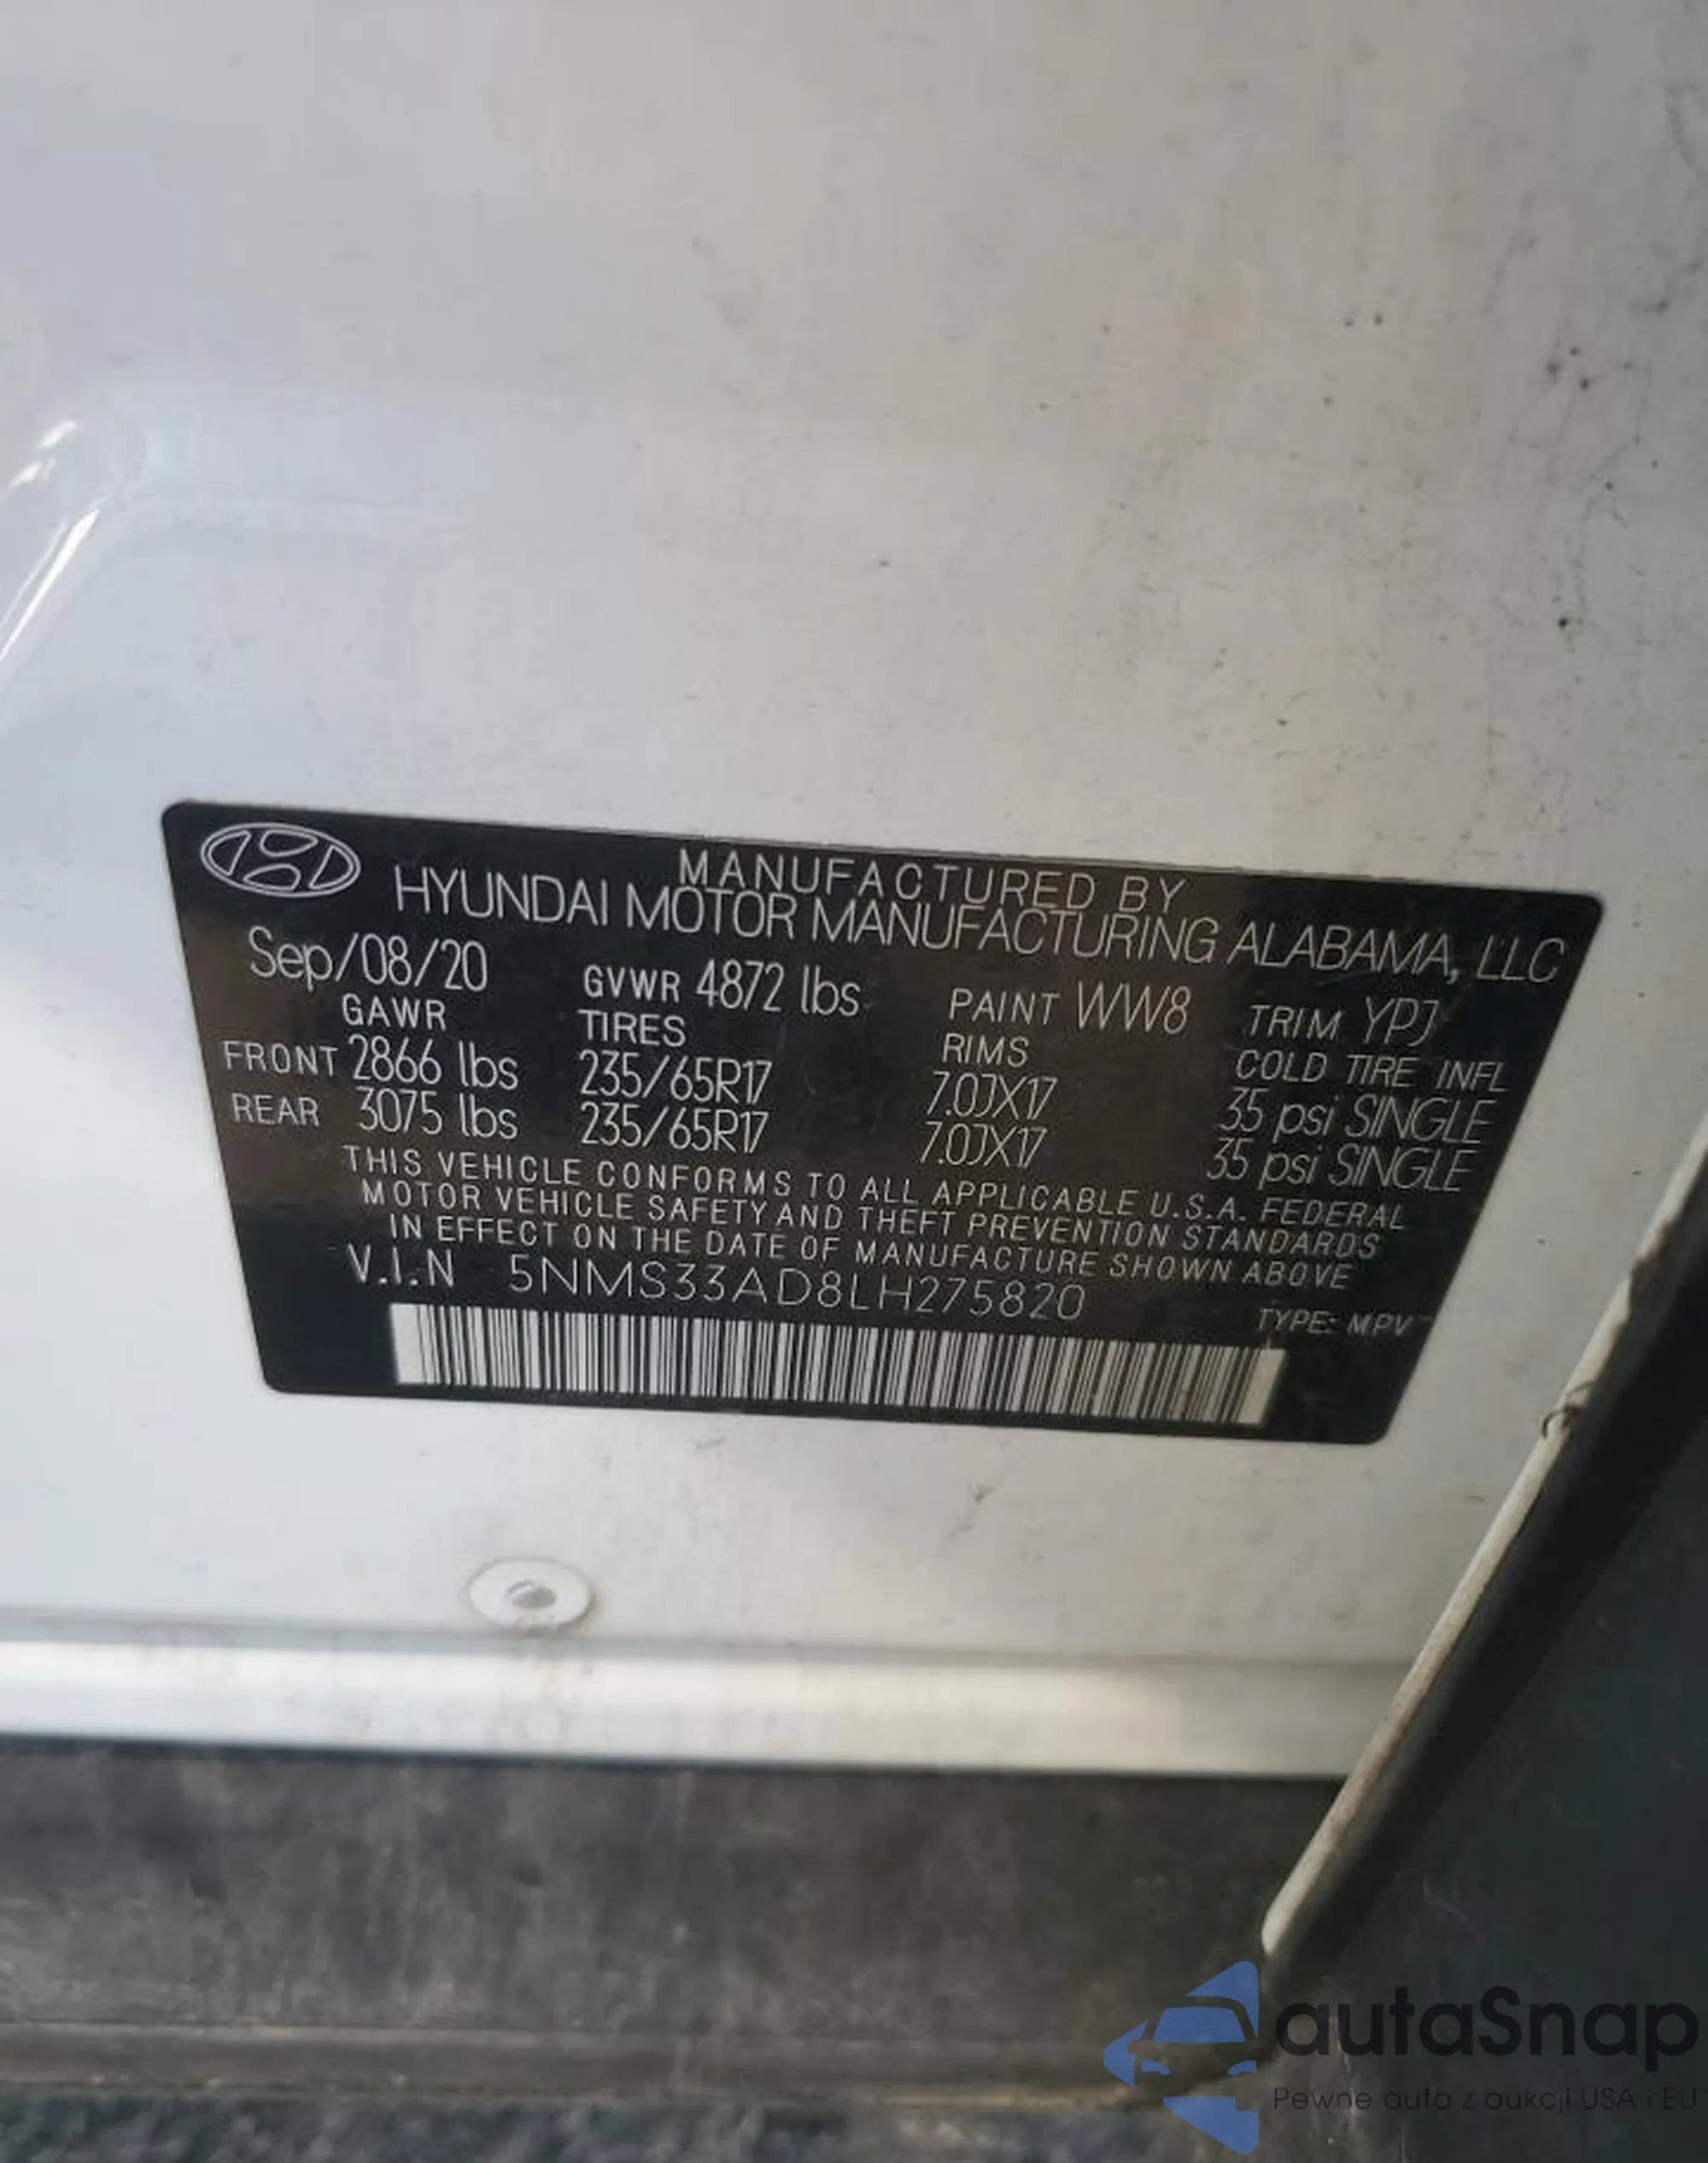 MANUFACTURED BY
HYUNDAI MOTOR MANUFACTURING ALABAMA, LLC
Sep/08/20 GVWR 4872 lbs PAINT WW8 TRIM YPJ
GAWR TIRES RIMS COLD TIRE INFL
FRONT 2866 lbs 235/65R17 7.0JX17 35 psi SINGLE
REAR 3075 lbs 235/65R17 7.0JX17 35 psi SINGLE
THIS VEHICLE CONFORMS TO ALL APPLICABLE U.S.A. FEDERAL
MOTOR VEHICLE SAFETY AND THEFT PREVENTION STANDARDS
IN EFFECT ON THE DATE OF MANUFACTURE SHOWN ABOVE
V.I.N 5NMS33AD8LH275820 TYPE: MPV
autaSnap
Pewne auta z aukcji USA i EU